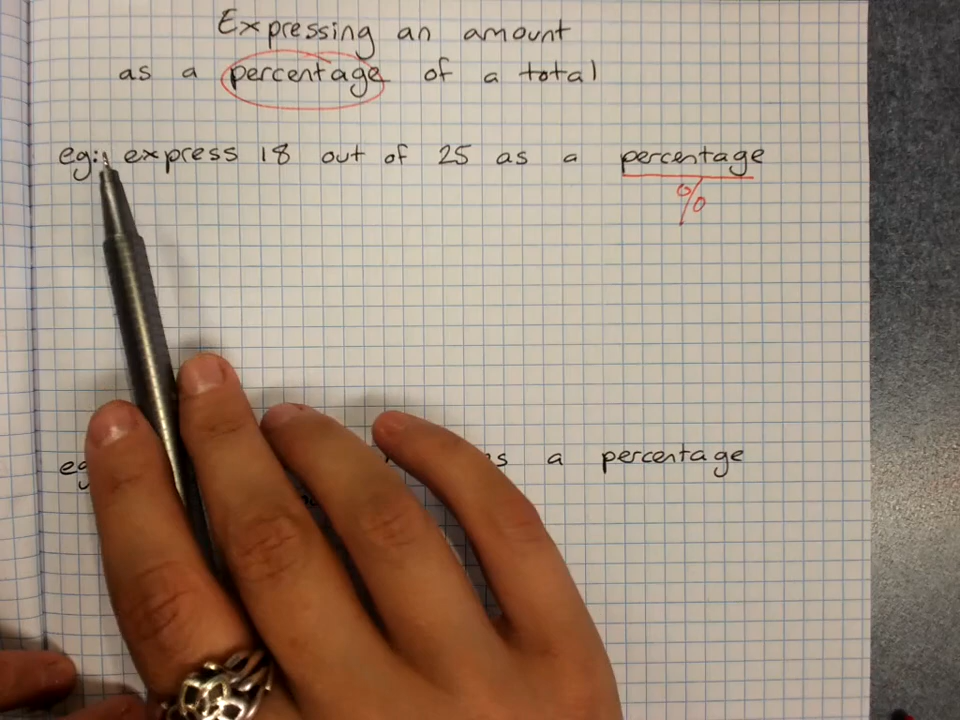 Expressing an amount
as a percentage of a total
eg: express 18 out of 25 as a percentage
%
a percentage